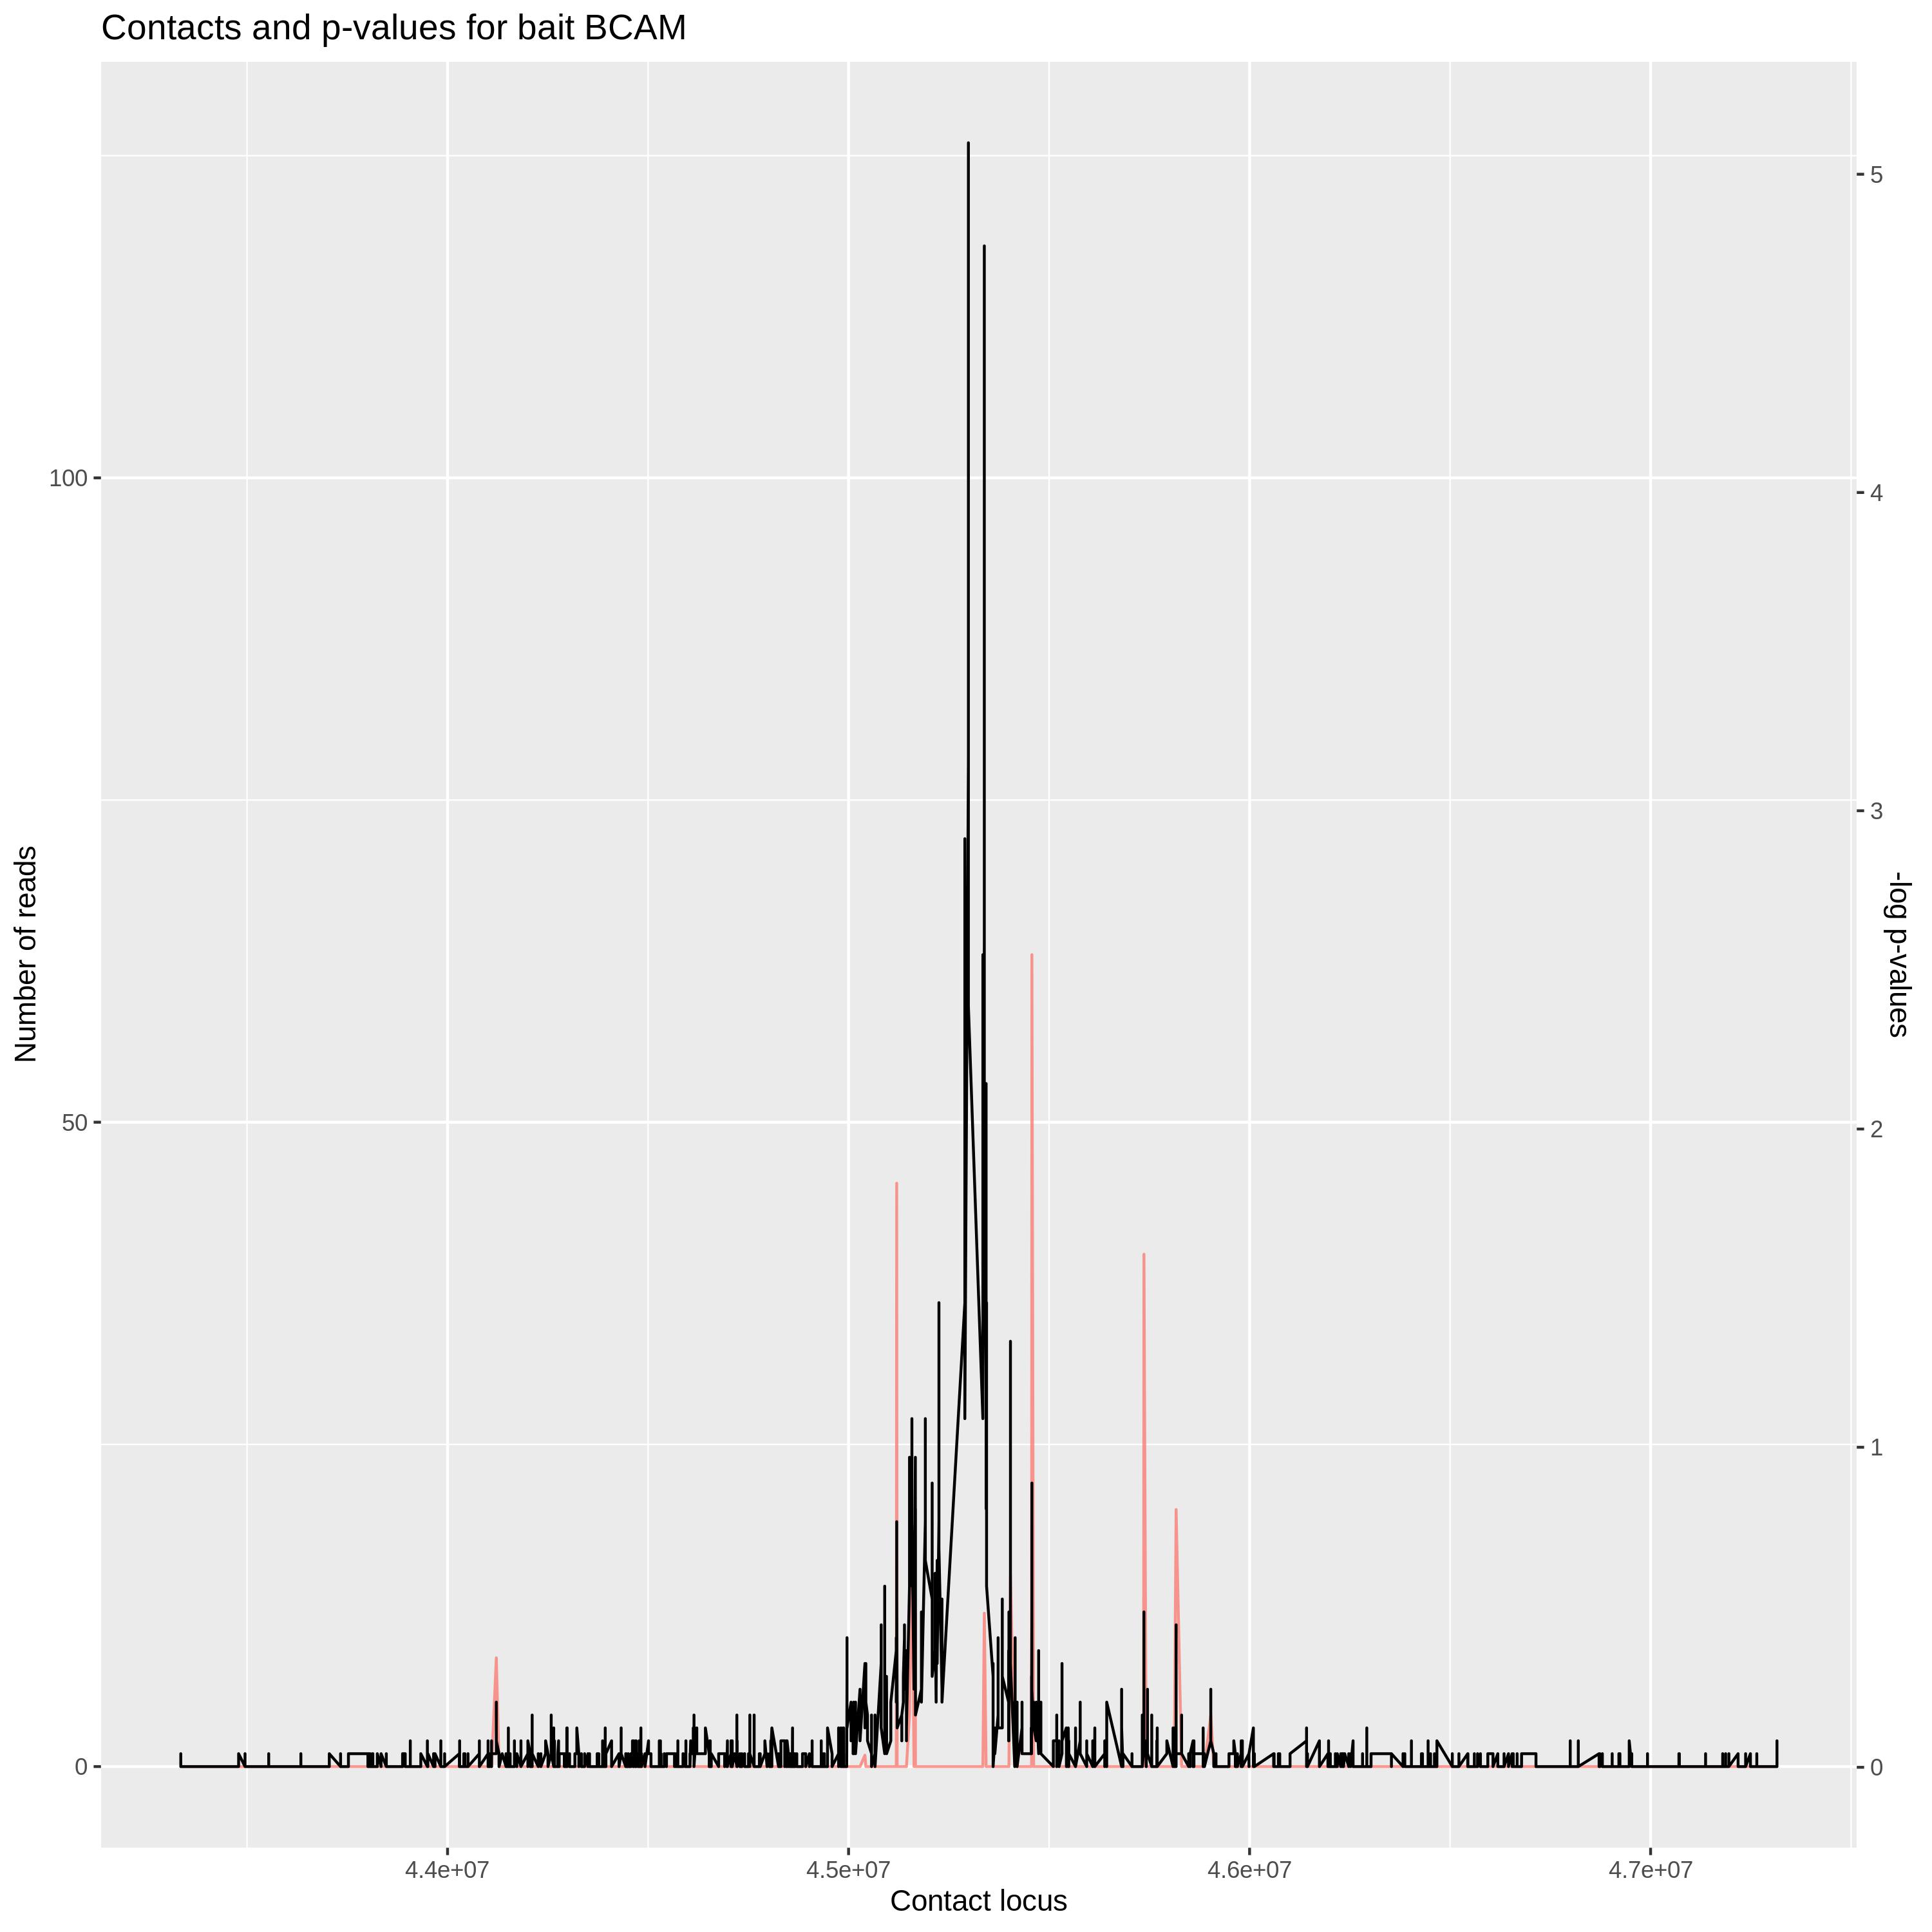 Contacts and p-values for bait BCAM
Number of reads
100
50
0
5
4
3
2
1
0
-log p-values
4.4e+07
4.5e+07
4.6e+07
4.7e+07
Contact locus